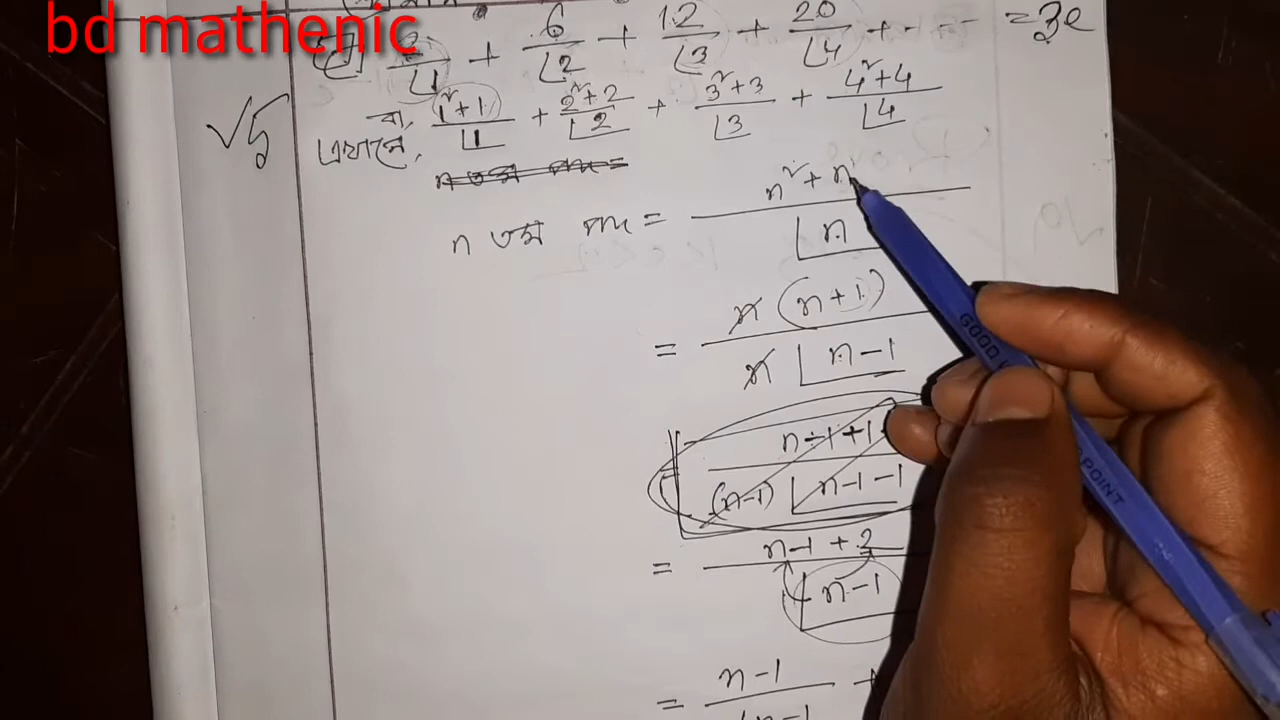 bd mathenic
2/⌊1 + 6/⌊2 + 12/⌊3 + 20/⌊4 + ---- = 3e
√5
বা, 1²+1/⌊1 + 2²+2/⌊2 + 3²+3/⌊3 + 4²+4/⌊4
এখানে,
n তম পদ = n²+n/⌊n
= n(n+1)/n⌊n-1
n-1+1/(n-1)⌊n-1-1
= n-1+2/⌊n-1
= n-1/⌊n-1 +
GOOD
POINT